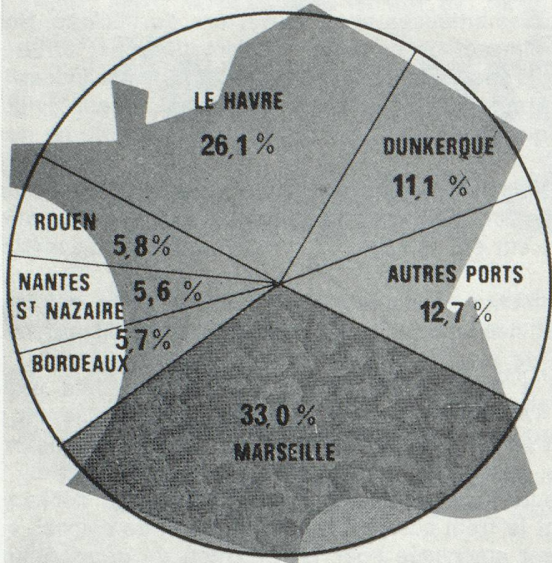 LE HAVRE
26,1 %
DUNKERQUE
11,1 %
ROUEN
5,8 %
NANTES
Sᵀ NAZAIRE
5,6 %
5,7 %
BORDEAUX
AUTRES PORTS
12,7 %
33,0 %
MARSEILLE